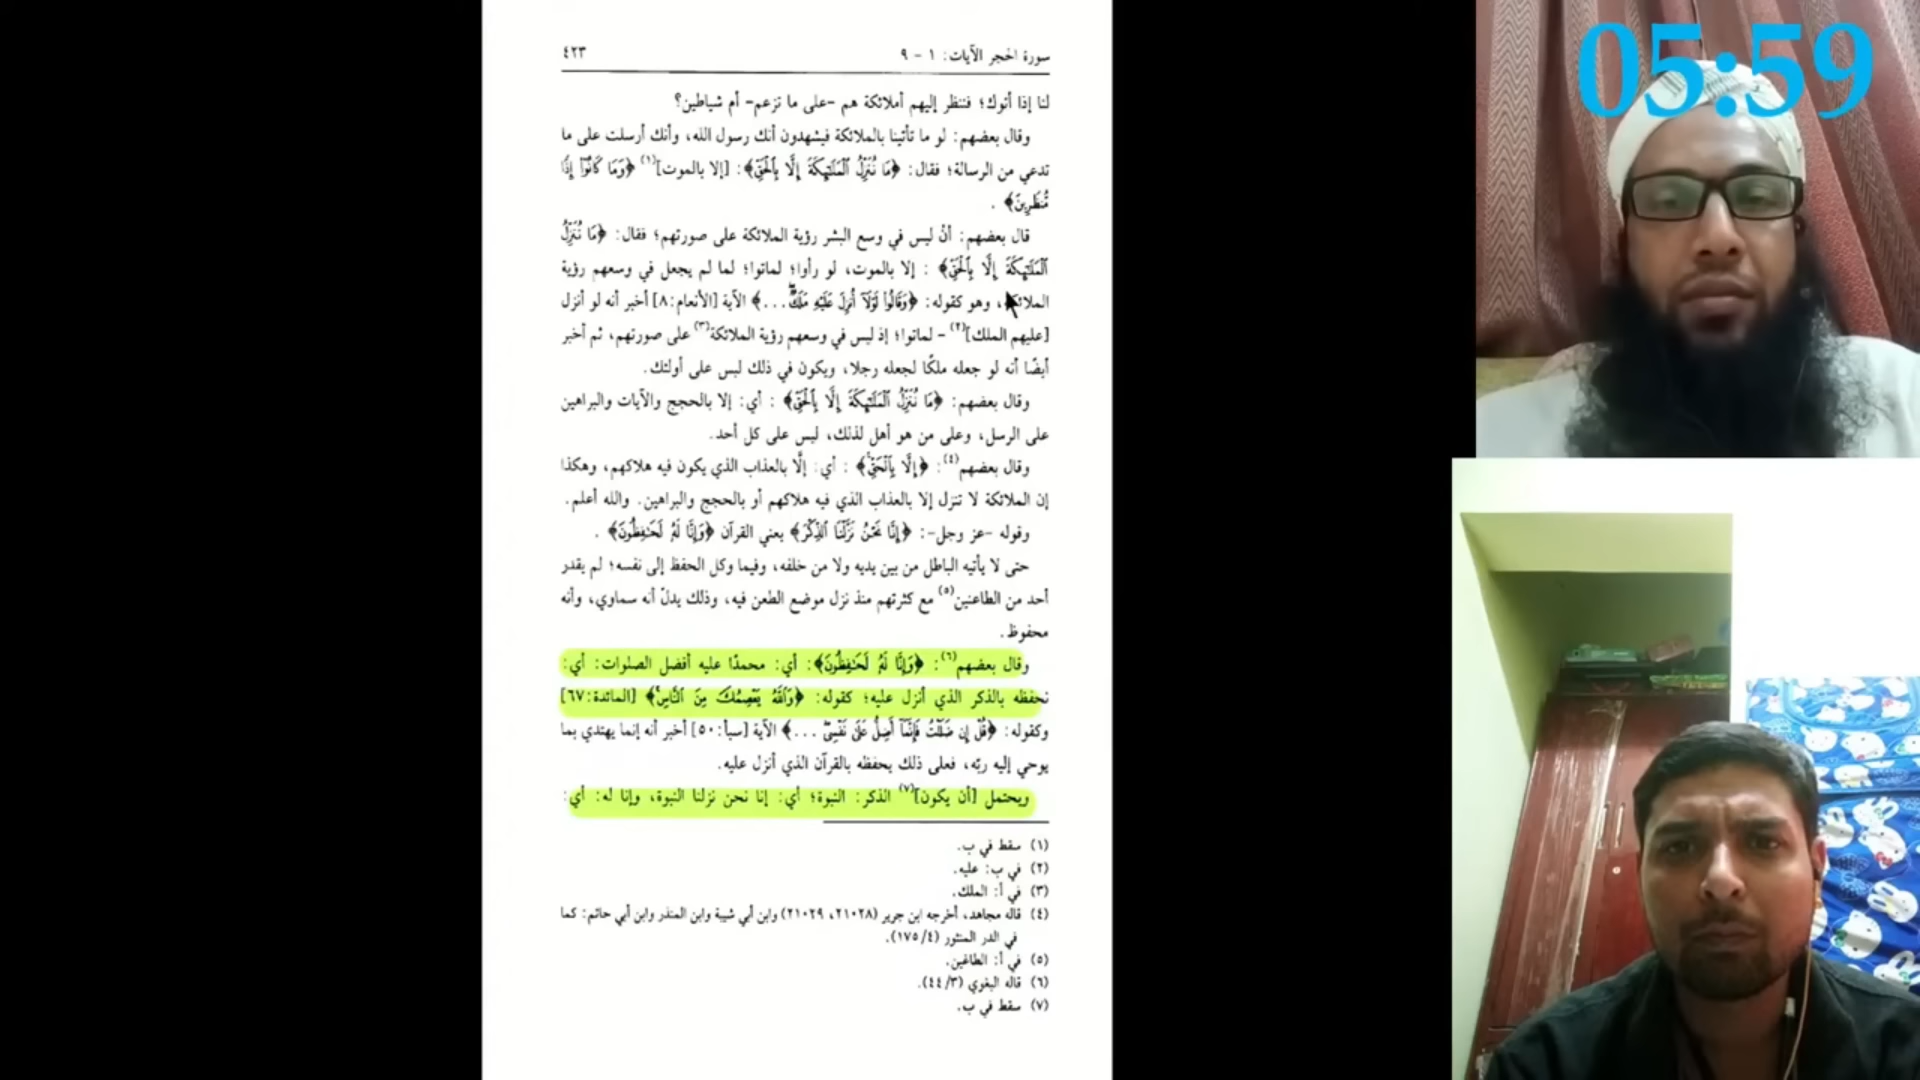 سورة الحجر الآيات: ١ - ٩
٤٢٣
لنا إذا أتوك؛ فننظر إليهم أملائكة هم -على ما تزعم- أم شياطين؟
وقال بعضهم: لو ما تأتينا بالملائكة فيشهدون أنك رسول الله، وأنك أرسلت على ما
تدعي من الرسالة؛ فقال: ﴿مَا نُنَزِّلُ ٱلْمَلَٰٓئِكَةَ إِلَّا بِٱلْحَقِّ﴾: [إلا بالموت](١) ﴿وَمَا كَانُوٓا۟ إِذًا
مُّنظَرِينَ﴾ .
قال بعضهم: أنْ ليس في وسع البشر رؤية الملائكة على صورتهم؛ فقال: ﴿مَا نُنَزِّلُ
ٱلْمَلَٰٓئِكَةَ إِلَّا بِٱلْحَقِّ﴾ : إلا بالموت، لو رأوا؛ لماتوا؛ لما لم يجعل في وسعهم رؤية
الملائكة، وهو كقوله: ﴿وَقَالُوا۟ لَوْلَآ أُنزِلَ عَلَيْهِ مَلَكٌ...﴾ الآية [الأنعام:٨] أخبر أنه لو أنزل
[عليهم الملك](٢) - لماتوا؛ إذ ليس في وسعهم رؤية الملائكة(٣) على صورتهم، ثم أخبر
أيضًا أنه لو جعله ملكًا لجعله رجلا، ويكون في ذلك لبس على أولئك.
وقال بعضهم: ﴿مَا نُنَزِّلُ ٱلْمَلَٰٓئِكَةَ إِلَّا بِٱلْحَقِّ﴾ : أي: إلا بالحجج والآيات والبراهين
على الرسل، وعلى من هو أهل لذلك، ليس على كل أحد.
وقال بعضهم(٤): ﴿إِلَّا بِٱلْحَقِّ﴾ : أي: إلَّا بالعذاب الذي يكون فيه هلاكهم، وهكذا
إن الملائكة لا تنزل إلا بالعذاب الذي فيه هلاكهم أو بالحجج والبراهين. والله أعلم.
وقوله -عز وجل-: ﴿إِنَّا نَحْنُ نَزَّلْنَا ٱلذِّكْرَ﴾ يعني القرآن ﴿وَإِنَّا لَهُۥ لَحَٰفِظُونَ﴾ .
حتى لا يأتيه الباطل من بين يديه ولا من خلفه، وفيما وكل الحفظ إلى نفسه؛ لم يقدر
أحد من الطاعنين(٥) مع كثرتهم منذ نزل موضع الطعن فيه، وذلك يدلّ أنه سماوي، وأنه
محفوظ.
وقال بعضهم(٦): ﴿وَإِنَّا لَهُۥ لَحَٰفِظُونَ﴾: أي: محمدًا عليه أفضل الصلوات: أي:
نحفظه بالذكر الذي أنزل عليه؛ كقوله: ﴿وَٱللَّهُ يَعْصِمُكَ مِنَ ٱلنَّاسِ﴾ [المائدة:٦٧]
وكقوله: ﴿قُلْ إِن ضَلَلْتُ فَإِنَّمَآ أَضِلُّ عَلَىٰ نَفْسِى ...﴾ الآية [سبأ:٥٠] أخبر أنه إنما يهتدي بما
يوحي إليه ربّه، فعلى ذلك يحفظه بالقرآن الذي أنزل عليه.
ويحتمل [أن يكون](٧) الذكر: النبوة؛ أي: إنا نحن نزلنا النبوة، وإنا له: أي:
(١) سقط في ب.
(٢) في ب: عليه.
(٣) في أ: الملك.
(٤) قاله مجاهد، أخرجه ابن جرير (٢١٠٢٨، ٢١٠٢٩) وابن أبي شيبة وابن المنذر وابن أبي حاتم: كما
في الدر المنثور (٤/ ١٧٥).
(٥) في أ: الطاغين.
(٦) قاله البغوي (٣/ ٤٤).
(٧) سقط في ب.
05:59